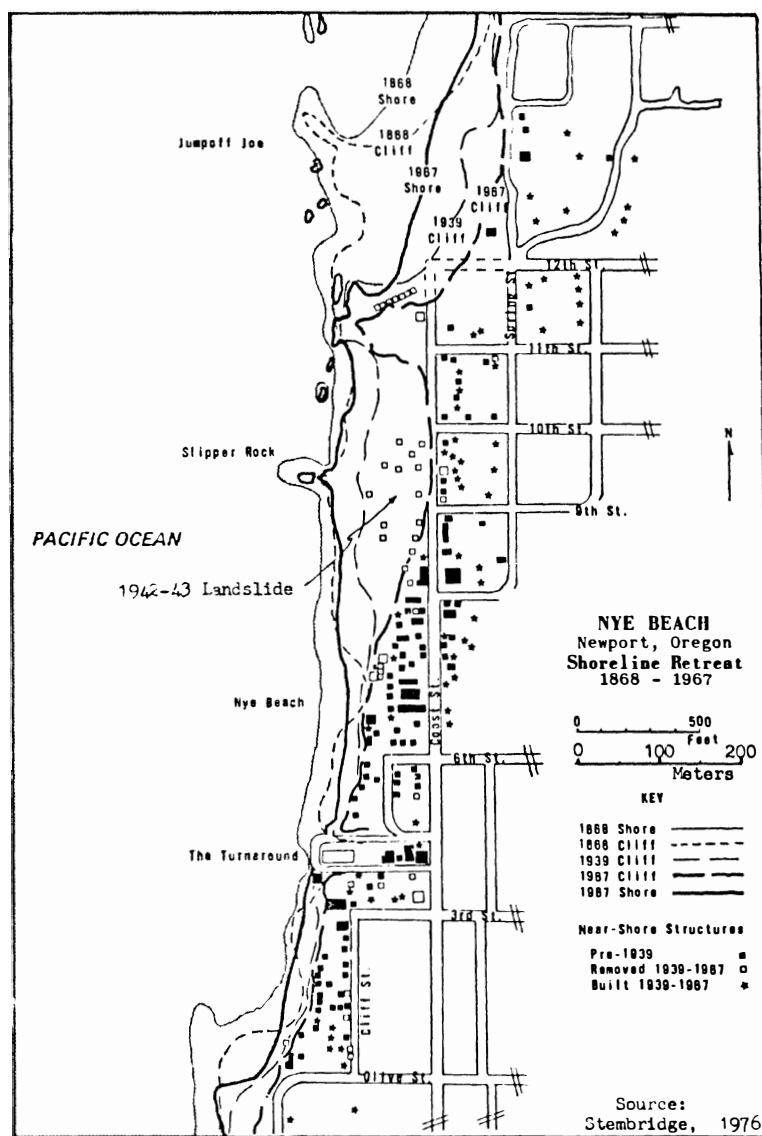 1868
Shore
Jumpoff Joe
1868
Cliff
1967
Shore
1967
Cliff
1939
Cliff
12th St.
Spring St.
11th St.
10th St.
Slipper Rock
N
9th St.
PACIFIC OCEAN
1942-43 Landslide
NYE BEACH
Newport, Oregon
Shoreline Retreat
1868 - 1967
Nye Beach
Coast St.
0 500
Feet
6th St.
0 100 200
Meters
KEY
1868 Shore
The Turnaround
1868 Cliff
1939 Cliff
1967 Cliff
1967 Shore
3rd St.
Near-Shore Structures
Pre-1939
Removed 1939-1967
Built 1939-1967
Cliff St.
Olive St.
Source:
Stembridge, 1976